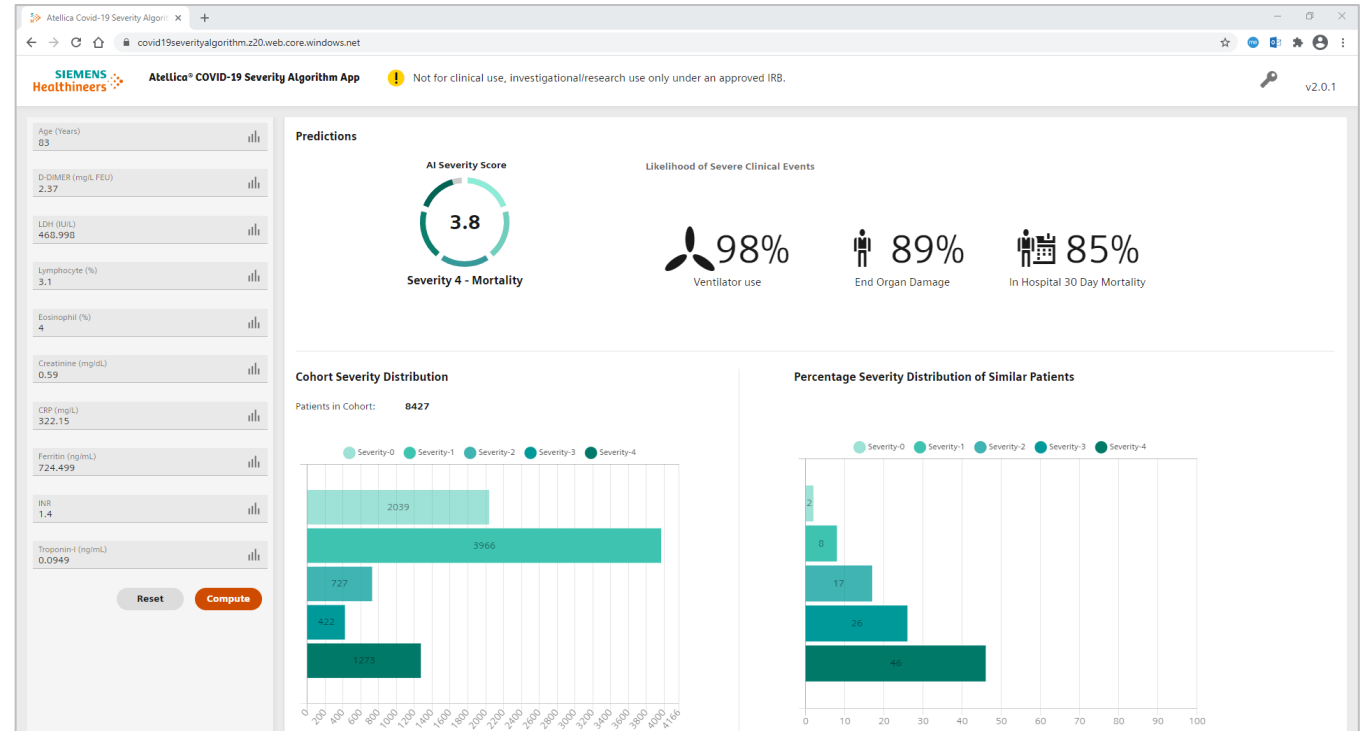 Atellica Covid-19 Severity Algorit
covid19severityalgorithm.z20.web.core.windows.net
SIEMENS
Healthineers
Atellica® COVID-19 Severity Algorithm App
! Not for clinical use, investigational/research use only under an approved IRB.
v2.0.1
Age (Years)
83
D-DIMER (mg/L FEU)
2.37
LDH (IU/L)
468.998
Lymphocyte (%)
3.1
Eosinophil (%)
4
Creatinine (mg/dL)
0.59
CRP (mg/L)
322.15
Ferritin (ng/mL)
724.499
INR
1.4
Troponin-I (ng/mL)
0.0949
Reset Compute
Predictions
AI Severity Score
3.8
Severity 4 - Mortality
Likelihood of Severe Clinical Events
98%
Ventilator use
89%
End Organ Damage
85%
In Hospital 30 Day Mortality
Cohort Severity Distribution
Patients in Cohort: 8427
Severity-0 Severity-1 Severity-2 Severity-3 Severity-4
2039
3966
727
422
1273
0 200 400 600 800 1000 1200 1400 1600 1800 2000 2200 2400 2600 2800 3000 3200 3400 3600 3800 4000 4166
Percentage Severity Distribution of Similar Patients
Severity-0 Severity-1 Severity-2 Severity-3 Severity-4
2
8
17
26
46
0 10 20 30 40 50 60 70 80 90 100